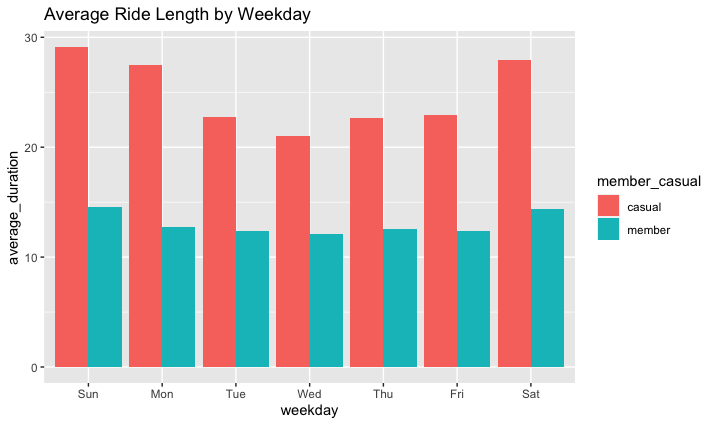 Average Ride Length by Weekday
30
20
10
0
average_duration
Sun Mon Tue Wed Thu Fri Sat
weekday
member_casual
casual
member